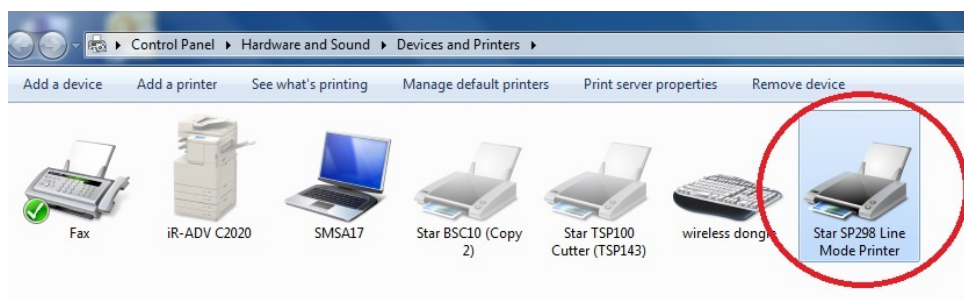 Control Panel ▸ Hardware and Sound ▸ Devices and Printers ▸
Add a device Add a printer See what's printing Manage default printers Print server properties Remove device
Fax iR-ADV C2020 SMSA17 Star BSC10 (Copy Star TSP100 wireless dongle Star SP298 Line
2) Cutter (TSP143) Mode Printer